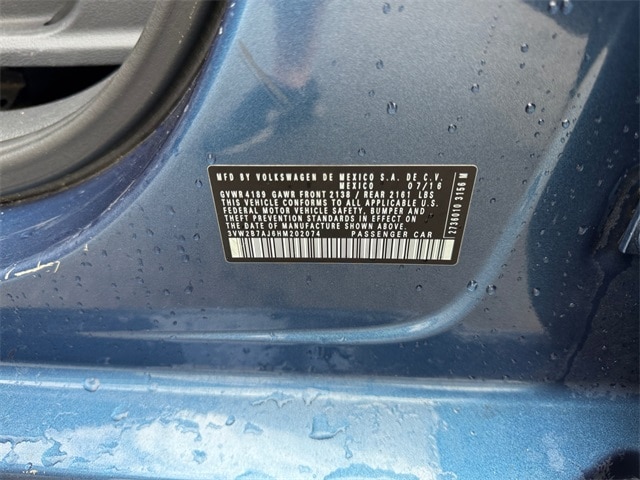 MFD BY VOLKSWAGEN DE MEXICO S.A. DE C.V.
MEXICO 07/16
GVWR4189 GAWR FRONT 2138 / REAR 2161 LBS
THIS VEHICLE CONFORMS TO ALL APPLICABLE U.S.
FEDERAL MOTOR VEHICLE SAFETY, BUMPER AND
THEFT PREVENTION STANDARDS IN EFFECT ON
THE DATE OF MANUFACTURE SHOWN ABOVE.
3VW2B7AJ6HM202074 PASSENGER CAR
2736010 3156 M